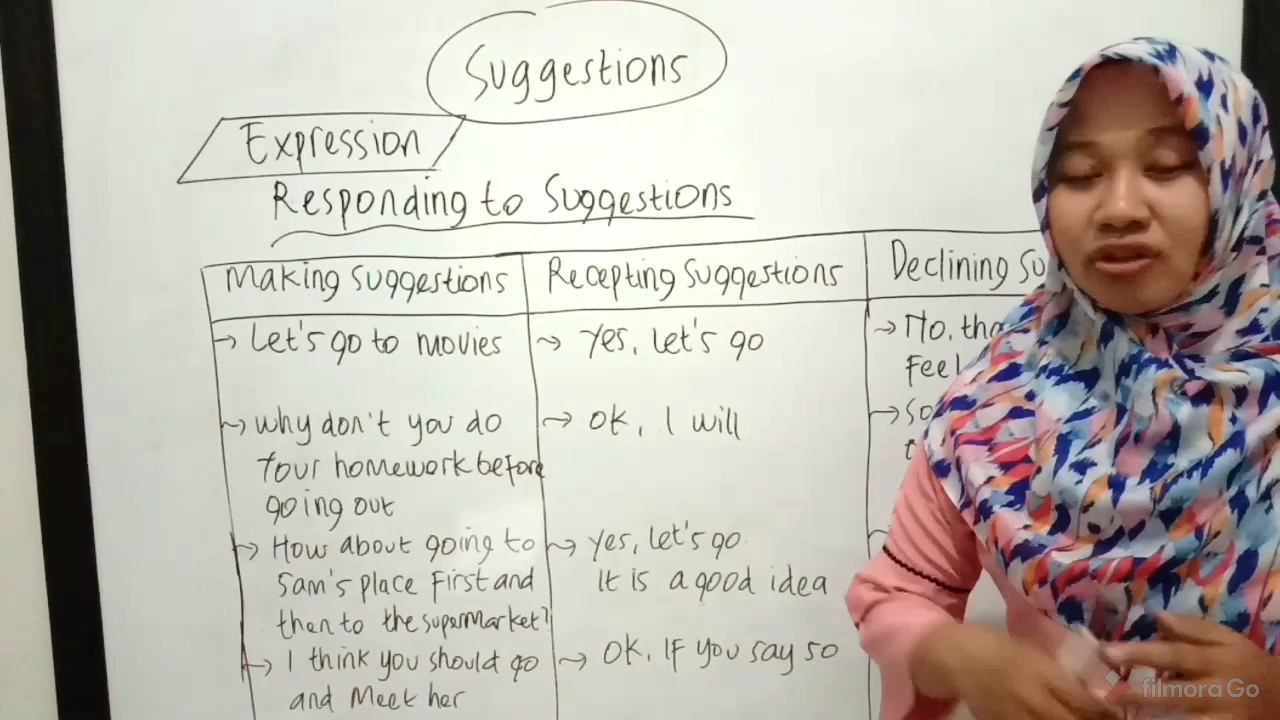 Suggestions
Expression
Responding to Suggestions
Making Suggestions
Recepting Suggestions
Declining
→ Let's go to movies
→ Yes, Let's go
→ No, tha
Feel
→ why don't you do
your homework before
going out
→ OK, I will
→ So
→ How about going to
Sam's place First and
then to the supermarket?
→ Yes, Let's go
It is a good idea
→ I think you should go
and Meet her
→ OK, IF you say so
filmora Go